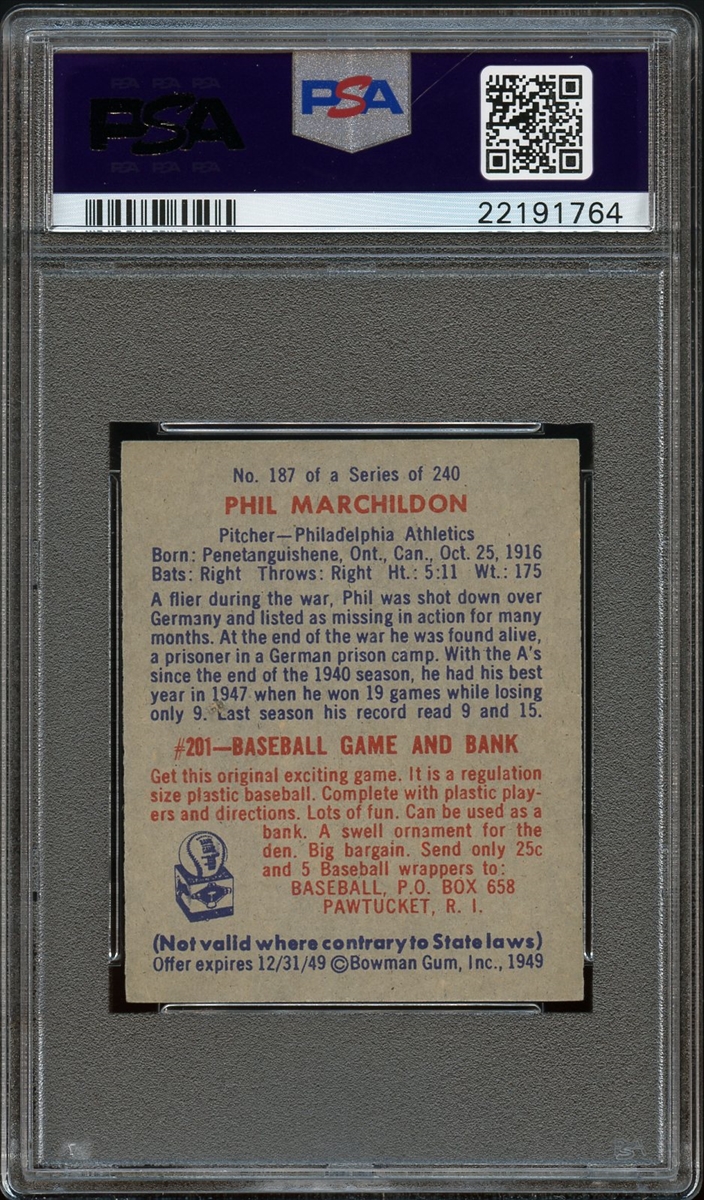 PSA PSA PSA
PSA
PSA PSA PSA
PSA
22191764
No. 187 of a Series of 240
PHIL MARCHILDON
Pitcher—Philadelphia Athletics
Born: Penetanguishene, Ont., Can., Oct. 25, 1916
Bats: Right Throws: Right Ht.: 5:11 Wt.: 175
A flier during the war, Phil was shot down over
Germany and listed as missing in action for many
months. At the end of the war he was found alive,
a prisoner in a German prison camp. With the A's
since the end of the 1940 season, he had his best
year in 1947 when he won 19 games while losing
only 9. Last season his record read 9 and 15.
#201—BASEBALL GAME AND BANK
Get this original exciting game. It is a regulation
size plastic baseball. Complete with plastic play-
ers and directions. Lots of fun. Can be used as a
bank. A swell ornament for the
den. Big bargain. Send only 25c
and 5 Baseball wrappers to:
BASEBALL, P.O. BOX 658
PAWTUCKET, R. I.
(Not valid where contrary to State laws)
Offer expires 12/31/49 ©Bowman Gum, Inc., 1949